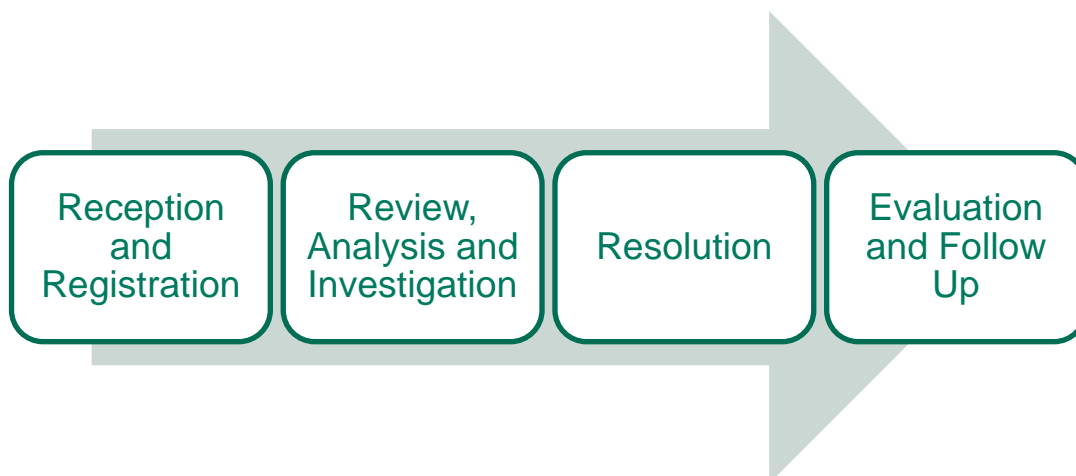 Reception
and
Registration
Review,
Analysis and
Investigation
Resolution
Evaluation
and Follow
Up